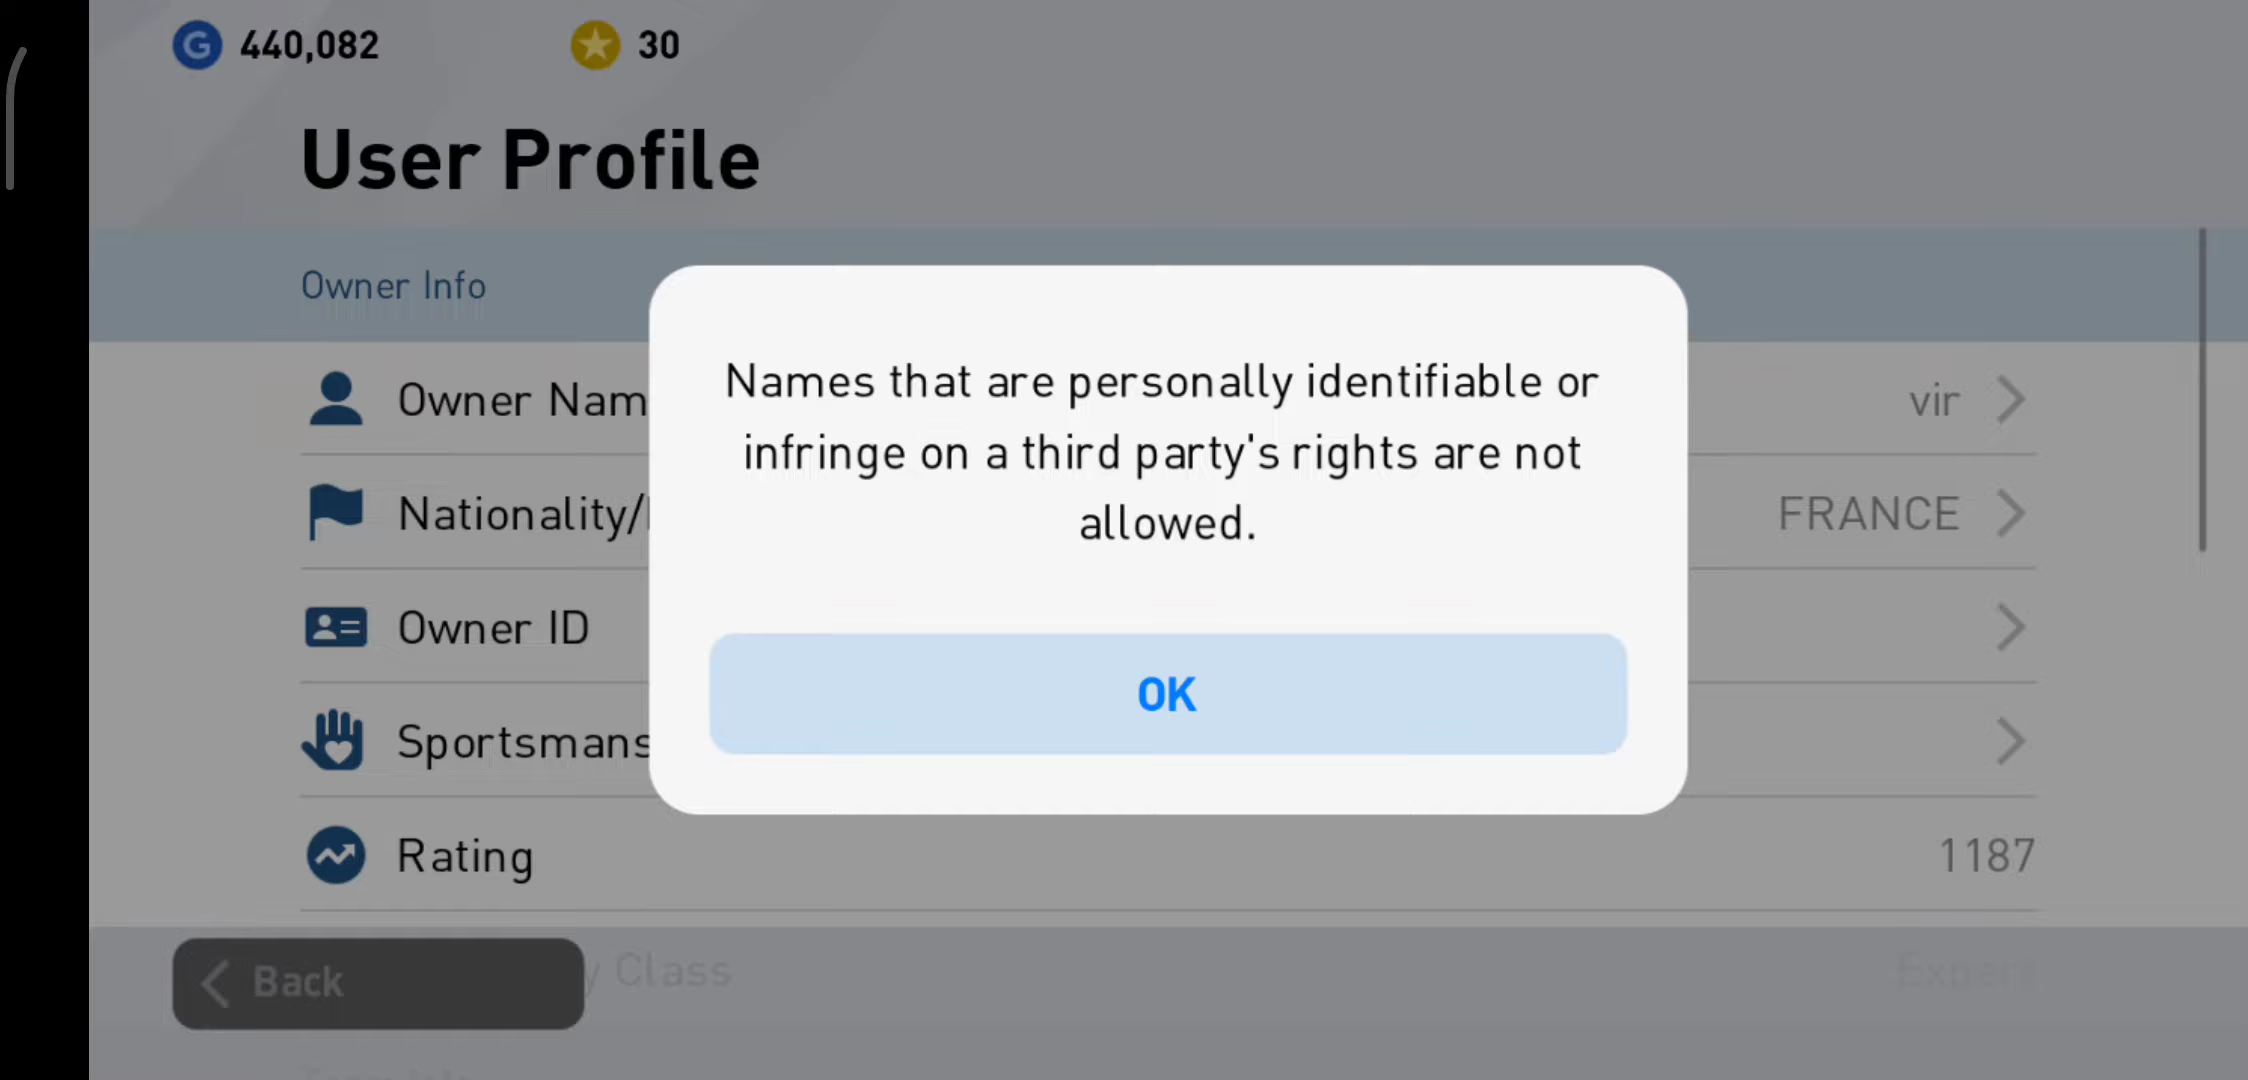 440,082
30
User Profile
Owner Info
Owner Nam
vir
Names that are personally identifiable or
infringe on a third party's rights are not
allowed.
Nationality/
FRANCE
Owner ID
Sportsmans
OK
Rating
1187
Back
y Class
Expert